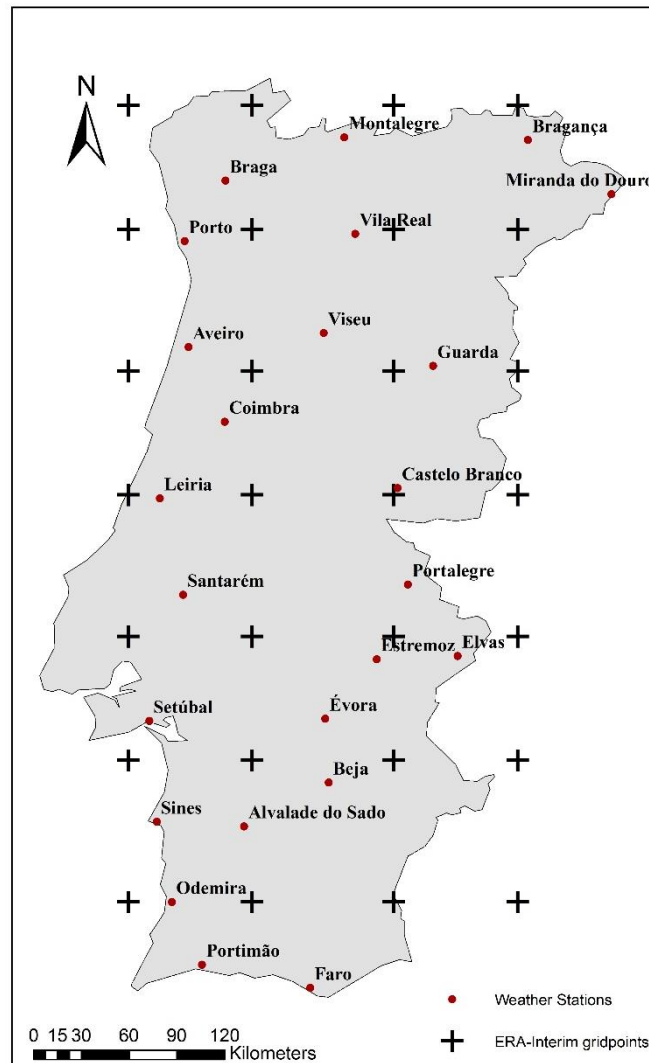 N
Montalegre
Bragança
Braga
Miranda do Douro
Porto
Vila Real
Viseu
Aveiro
Guarda
Coimbra
Castelo Branco
Leiria
Portalegre
Santarém
Estremoz
Elvas
Setúbal
Évora
Beja
Sines
Alvalade do Sado
Odemira
Portimão
Faro
Weather Stations
0 15 30 60 90 120
Kilometers
ERA-Interim gridpoints